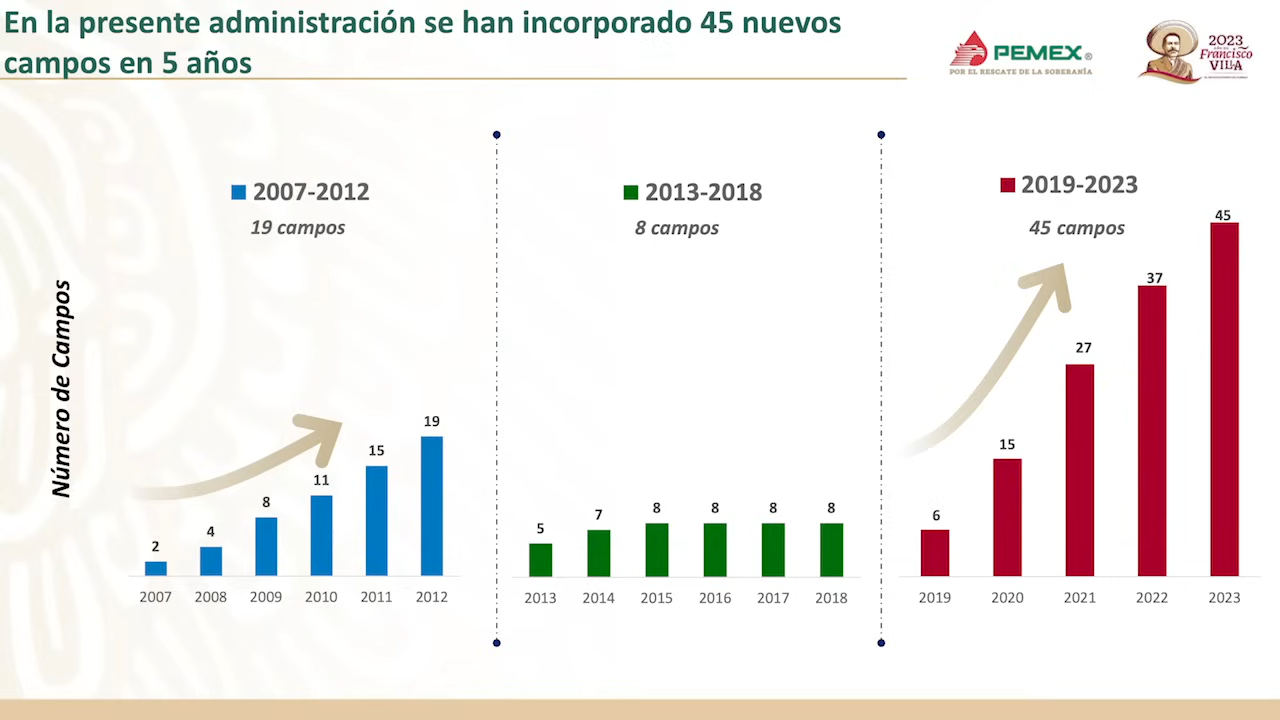 En la presente administración se han incorporado 45 nuevos
campos en 5 años
PEMEX®
POR EL RESCATE DE LA SOBERANÍA
2023
Francisco
VILLA
Número de Campos
2007-2012
19 campos
2 4 8 11 15 19
2007 2008 2009 2010 2011 2012
2013-2018
8 campos
5 7 8 8 8 8
2013 2014 2015 2016 2017 2018
2019-2023
45 campos
6 15 27 37 45
2019 2020 2021 2022 2023